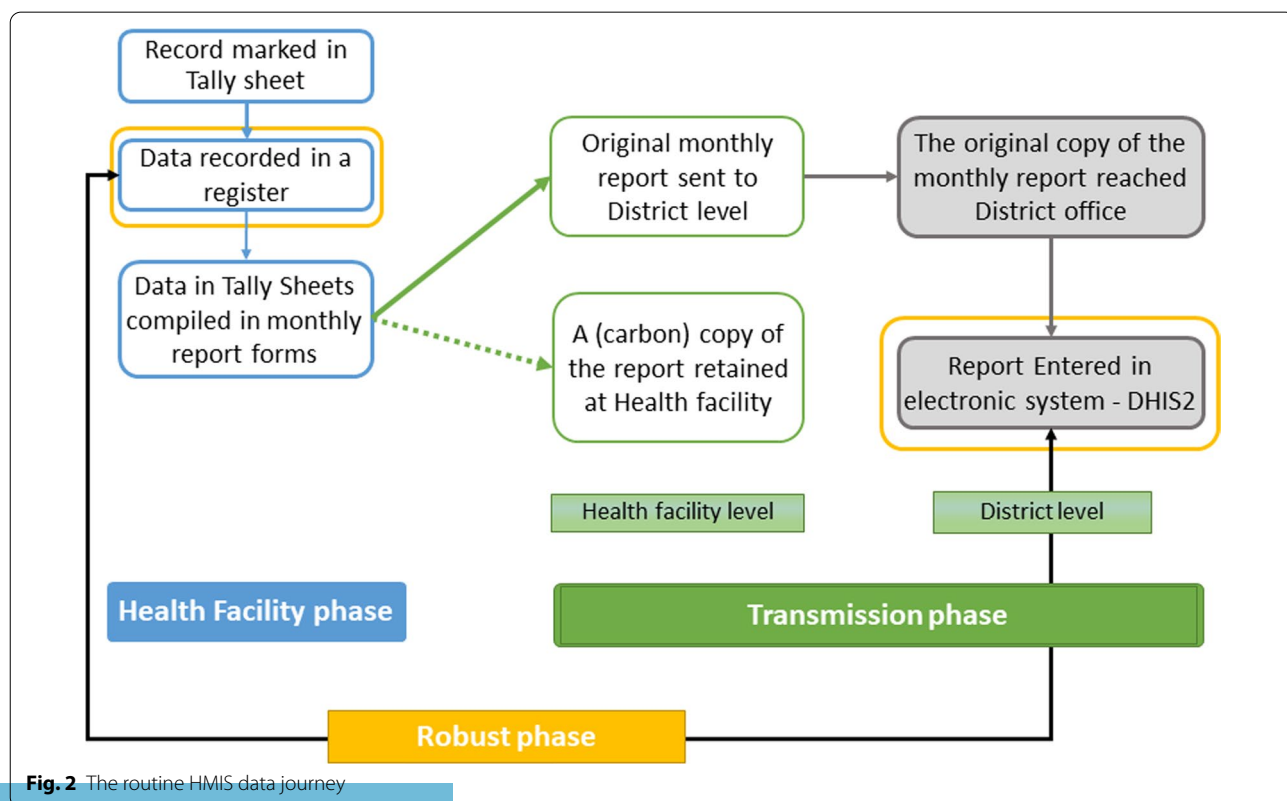 Record marked in
Tally sheet
Data recorded in a
register
Data in Tally Sheets
compiled in monthly
report forms
Original monthly
report sent to
District level
A (carbon) copy of
the report retained
at Health facility
The original copy of the
monthly report reached
District office
Report Entered in
electronic system - DHIS2
Health facility level
District level
Health Facility phase
Transmission phase
Robust phase
Fig. 2 The routine HMIS data journey